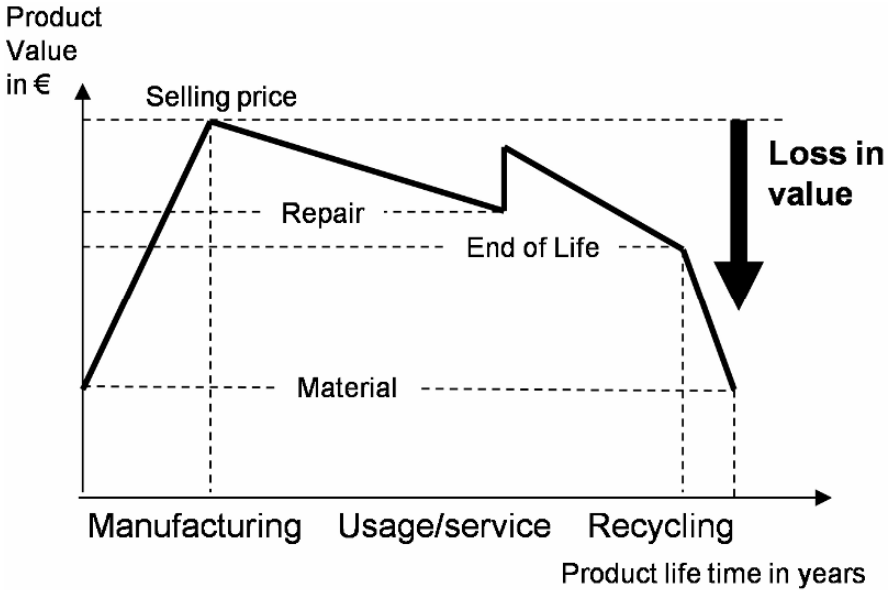 Product
Value
in €
Selling price
Loss in
value
Repair
End of Life
Material
Manufacturing
Usage/service
Recycling
Product life time in years